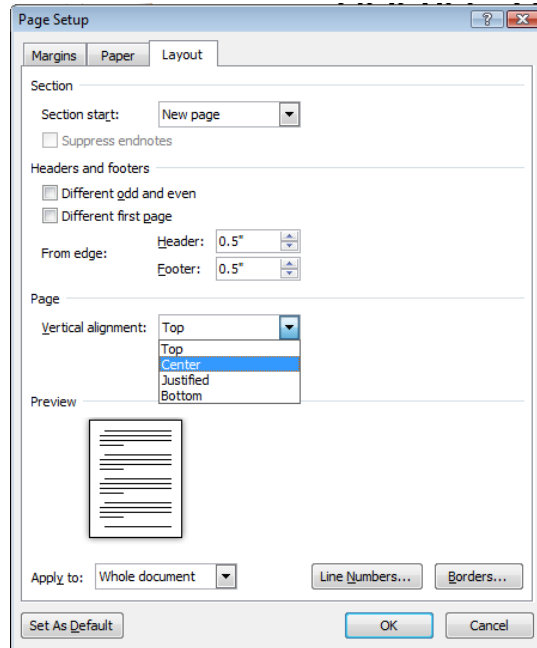 Page Setup
Margins Paper Layout
Section
Section start: New page
Suppress endnotes
Headers and footers
Different odd and even
Different first page
From edge:
Header: 0.5"
Footer: 0.5"
Page
Vertical alignment: Top
Top
Center
Justified
Bottom
Preview
Apply to: Whole document Line Numbers... Borders...
Set As Default OK Cancel